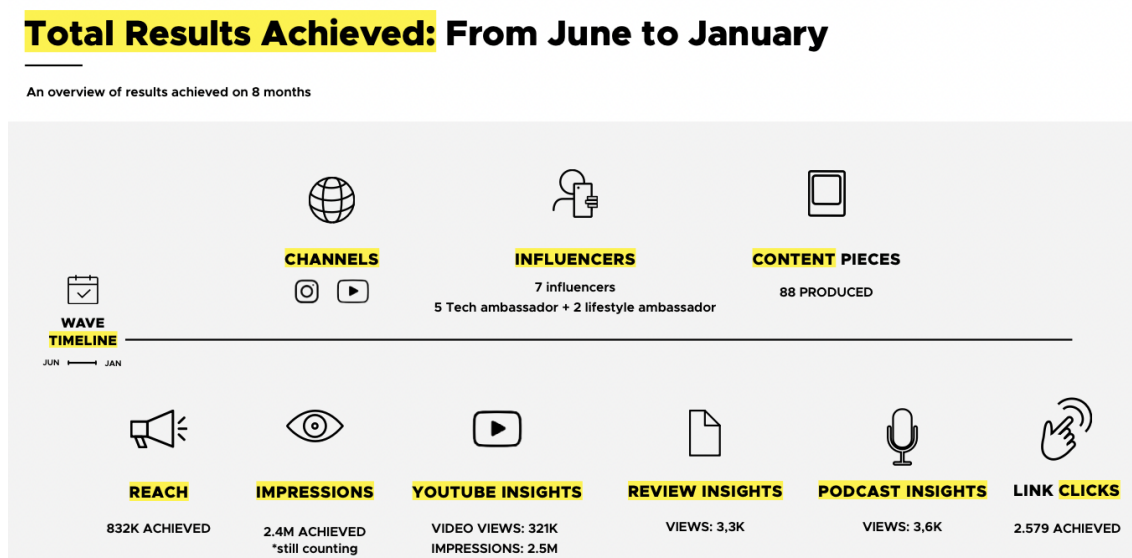 Total Results Achieved: From June to January
An overview of results achieved on 8 months
CHANNELS
INFLUENCERS
7 influencers
5 Tech ambassador + 2 lifestyle ambassador
CONTENT PIECES
88 PRODUCED
WAVE
TIMELINE
JUN JAN
REACH
832K ACHIEVED
IMPRESSIONS
2.4M ACHIEVED
*still counting
YOUTUBE INSIGHTS
VIDEO VIEWS: 321K
IMPRESSIONS: 2.5M
REVIEW INSIGHTS
VIEWS: 3,3K
PODCAST INSIGHTS
VIEWS: 3,6K
LINK CLICKS
2.579 ACHIEVED